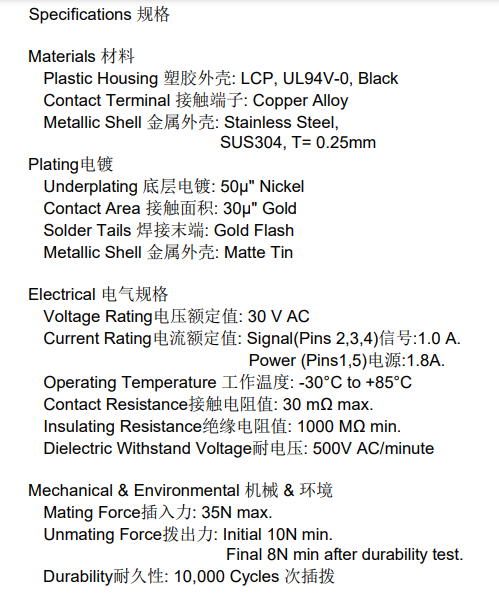 Specifications 规格
Materials 材料
Plastic Housing 塑胶外壳: LCP, UL94V-0, Black
Contact Terminal 接触端子: Copper Alloy
Metallic Shell 金属外壳: Stainless Steel,
SUS304, T= 0.25mm
Plating电镀
Underplating 底层电镀: 50µ" Nickel
Contact Area 接触面积: 30µ" Gold
Solder Tails 焊接末端: Gold Flash
Metallic Shell 金属外壳: Matte Tin
Electrical 电气规格
Voltage Rating电压额定值: 30 V AC
Current Rating电流额定值: Signal(Pins 2,3,4)信号:1.0 A.
Power (Pins1,5)电源:1.8A.
Operating Temperature 工作温度: -30°C to +85°C
Contact Resistance接触电阻值: 30 mΩ max.
Insulating Resistance绝缘电阻值: 1000 MΩ min.
Dielectric Withstand Voltage耐电压: 500V AC/minute
Mechanical & Environmental 机械 & 环境
Mating Force插入力: 35N max.
Unmating Force拨出力: Initial 10N min.
Final 8N min after durability test.
Durability耐久性: 10,000 Cycles 次插拨